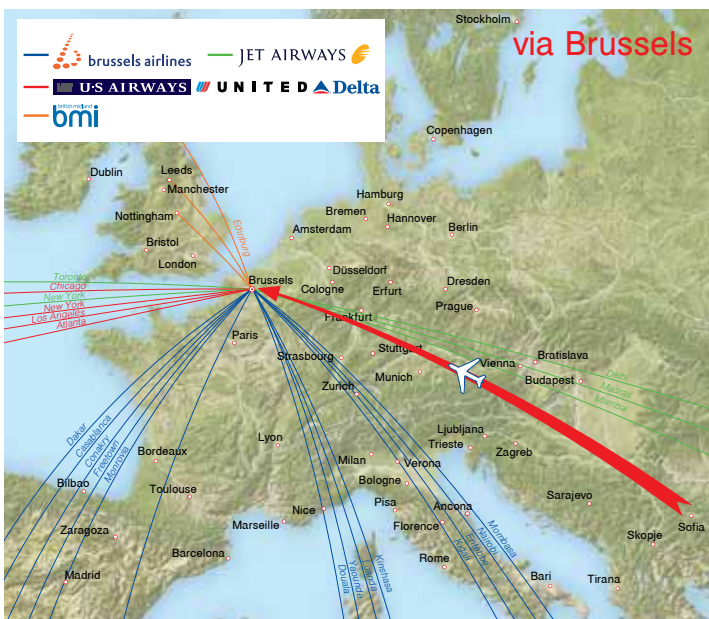 Stockholm
via Brussels
brussels airlines
JET AIRWAYS
U·S AIRWAYS
UNITED
Delta
british midland
bmi
Copenhagen
Dublin
Leeds
Manchester
Hamburg
Nottingham
Bremen
Hannover
Edinburg
Amsterdam
Berlin
Bristol
London
Düsseldorf
Toronto
Chicago
New York
New York
Los Angeles
Atlanta
Brussels
Cologne
Erfurt
Dresden
Prague
Frankfurt
Paris
Strasbourg
Stuttgart
Vienna
Bratislava
Zurich
Munich
Budapest
Delhi
Madras
Mumbai
Dakar
Casablanca
Conakry
Freetown
Monrovia
Lyon
Ljubljana
Trieste
Zagreb
Bordeaux
Milan
Verona
Bilbao
Bologne
Toulouse
Pisa
Ancona
Sarajevo
Nice
Marseille
Florence
Sofia
Zaragoza
Skopje
Mombasa
Nairobi
Entebbe
Kigali
Barcelona
Rome
Kinshasa
Luanda
Yaounda
Douala
Madrid
Bari
Tirana